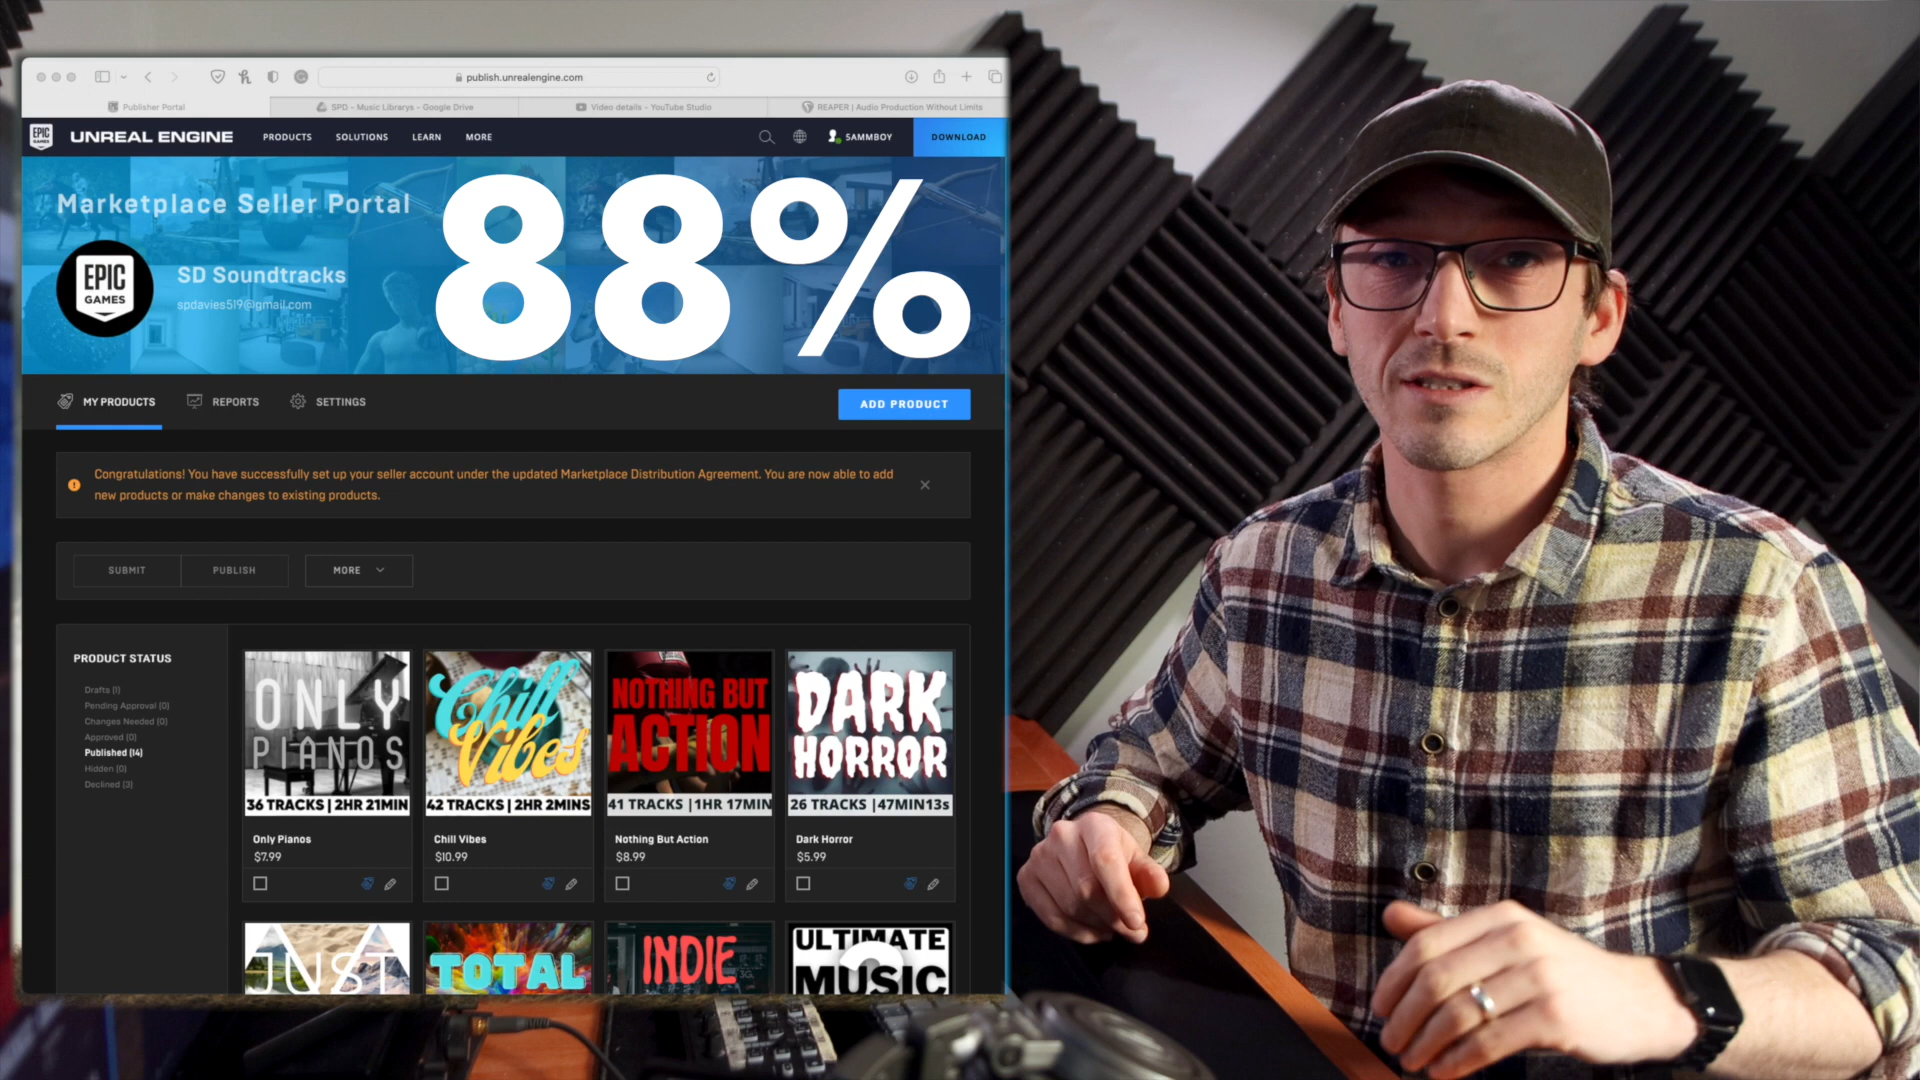 publish.unrealengine.com
Publisher Portal
SPD - Music Librarys - Google Drive
Video details - YouTube Studio
REAPER | Audio Production Without Limits
EPIC GAMES
UNREAL ENGINE
PRODUCTS
SOLUTIONS
LEARN
MORE
SAMMBOY
DOWNLOAD
Marketplace Seller Portal
88%
EPIC
GAMES
SD Soundtracks
spdavies519@gmail.com
MY PRODUCTS
REPORTS
SETTINGS
ADD PRODUCT
Congratulations! You have successfully set up your seller account under the updated Marketplace Distribution Agreement. You are now able to add
new products or make changes to existing products.
SUBMIT
PUBLISH
MORE
PRODUCT STATUS
Drafts (1)
Pending Approval (0)
Changes Needed (0)
Approved (0)
Published (14)
Hidden (0)
Declined (3)
ONLY
PIANOS
36 TRACKS | 2HR 21MIN
Only Pianos
$7.99
Chill
Vibes
42 TRACKS | 2HR 2MINS
Chill Vibes
$10.99
NOTHING BUT
ACTION
41 TRACKS | 1HR 17MIN
Nothing But Action
$8.99
DARK
HORROR
26 TRACKS | 47MIN13s
Dark Horror
$5.99
JUST
TOTAL
INDIE
ULTIMATE
MUSIC